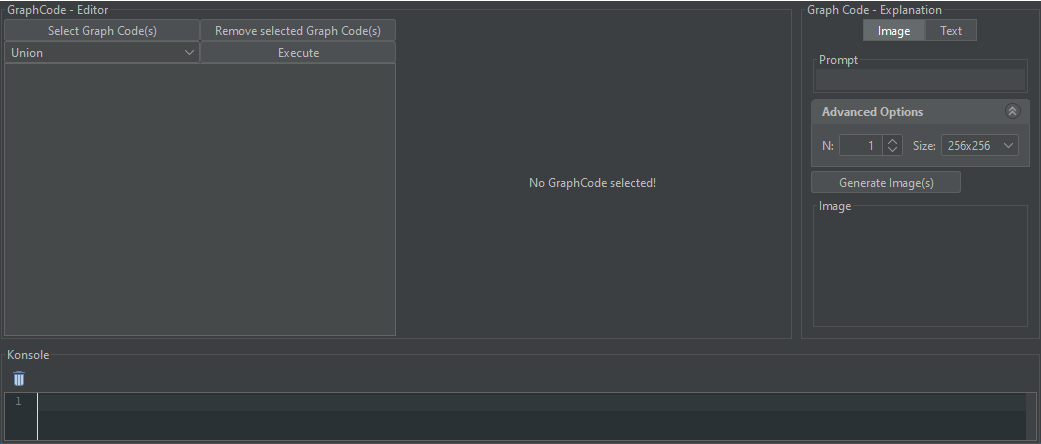 GraphCode - Editor
Select Graph Code(s) Remove selected Graph Code(s)
Union Execute
No GraphCode selected!
Graph Code - Explanation
Image Text
Prompt
Advanced Options
N: 1 Size: 256x256
Generate Image(s)
Image
Konsole
1